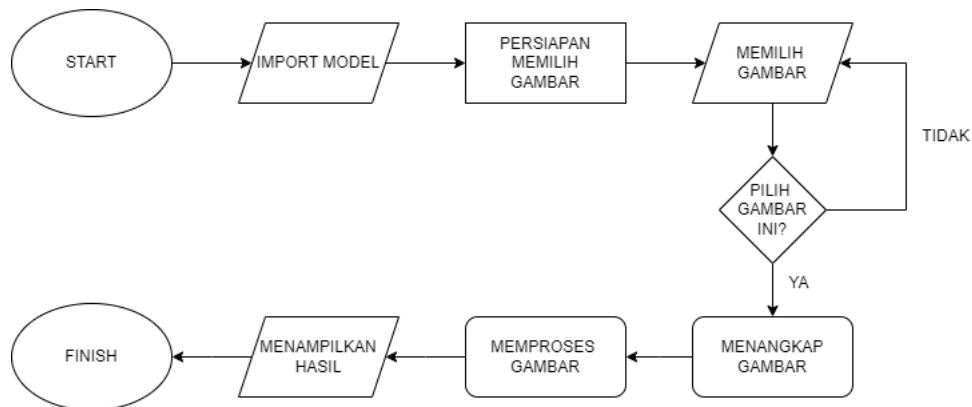 START
IMPORT MODEL
PERSIAPAN
MEMILIH
GAMBAR
MEMILIH
GAMBAR
TIDAK
PILIH
GAMBAR
INI?
YA
MENANGKAP
GAMBAR
MEMPROSES
GAMBAR
MENAMPILKAN
HASIL
FINISH